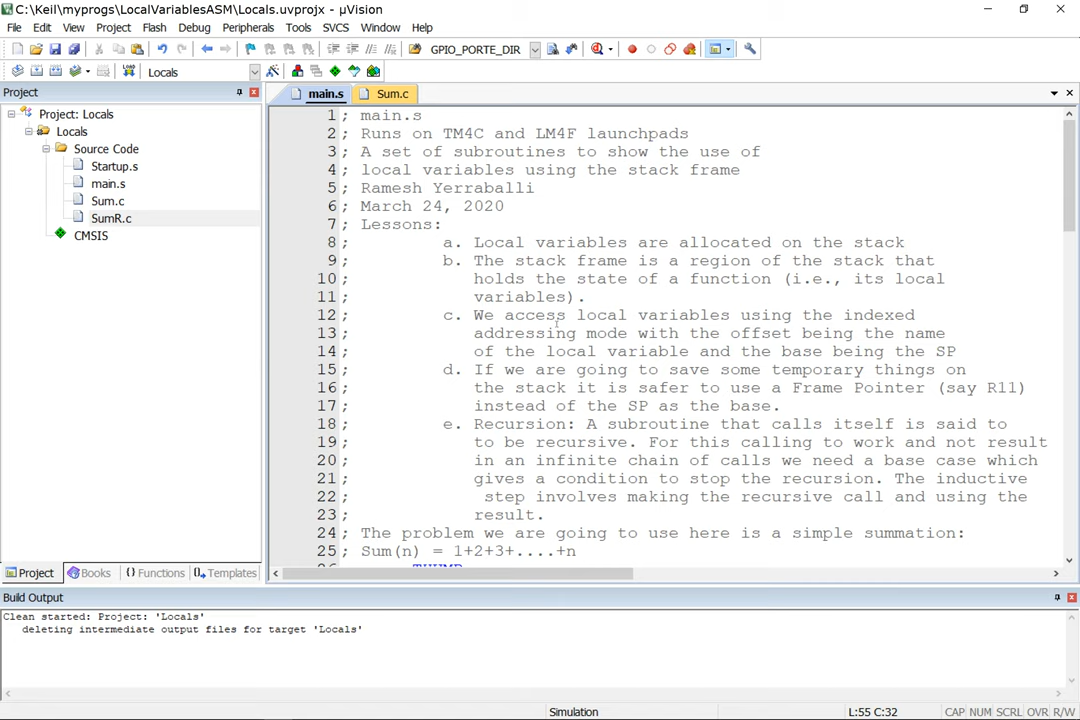 C:\Keil\myprogs\LocalVariablesASM\Locals.uvprojx - µVision
File Edit View Project Flash Debug Peripherals Tools SVCS Window Help
GPIO_PORTE_DIR
Locals
Project
main.s Sum.c
Project: Locals
Locals
Source Code
Startup.s
main.s
Sum.c
SumR.c
CMSIS
1 ; main.s
2 ; Runs on TM4C and LM4F launchpads
3 ; A set of subroutines to show the use of
4 ; local variables using the stack frame
5 ; Ramesh Yerraballi
6 ; March 24, 2020
7 ; Lessons:
8 ; a. Local variables are allocated on the stack
9 ; b. The stack frame is a region of the stack that
10 ; holds the state of a function (i.e., its local
11 ; variables).
12 ; c. We access local variables using the indexed
13 ; addressing mode with the offset being the name
14 ; of the local variable and the base being the SP
15 ; d. If we are going to save some temporary things on
16 ; the stack it is safer to use a Frame Pointer (say R11)
17 ; instead of the SP as the base.
18 ; e. Recursion: A subroutine that calls itself is said to
19 ; to be recursive. For this calling to work and not result
20 ; in an infinite chain of calls we need a base case which
21 ; gives a condition to stop the recursion. The inductive
22 ; step involves making the recursive call and using the
23 ; result.
24 ; The problem we are going to use here is a simple summation:
25 ; Sum(n) = 1+2+3+....+n
Project Books {} Functions 0 Templates
Build Output
Clean started: Project: 'Locals'
deleting intermediate output files for target 'Locals'
Simulation L:55 C:32 CAP NUM SCRL OVR R/W